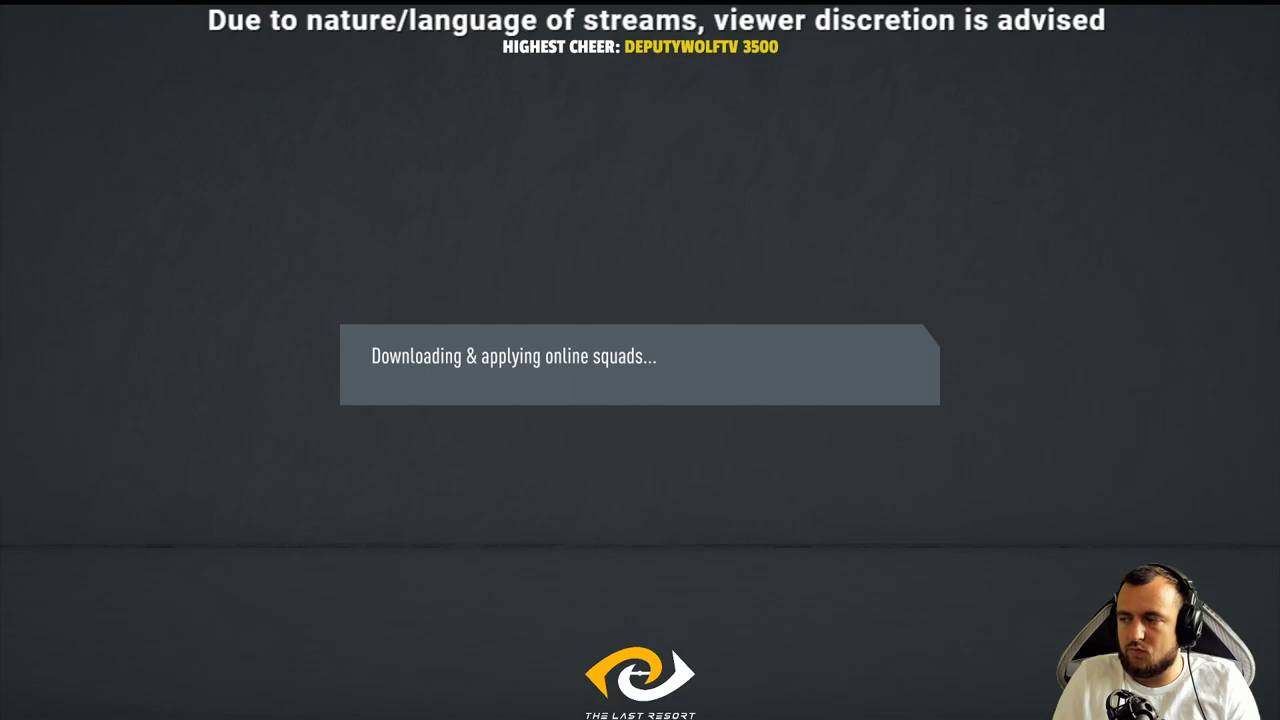 Due to nature/language of streams, viewer discretion is advised
HIGHEST CHEER: DEPUTYWOLFTV 3500
Downloading & applying online squads...
THE LAST RESORT